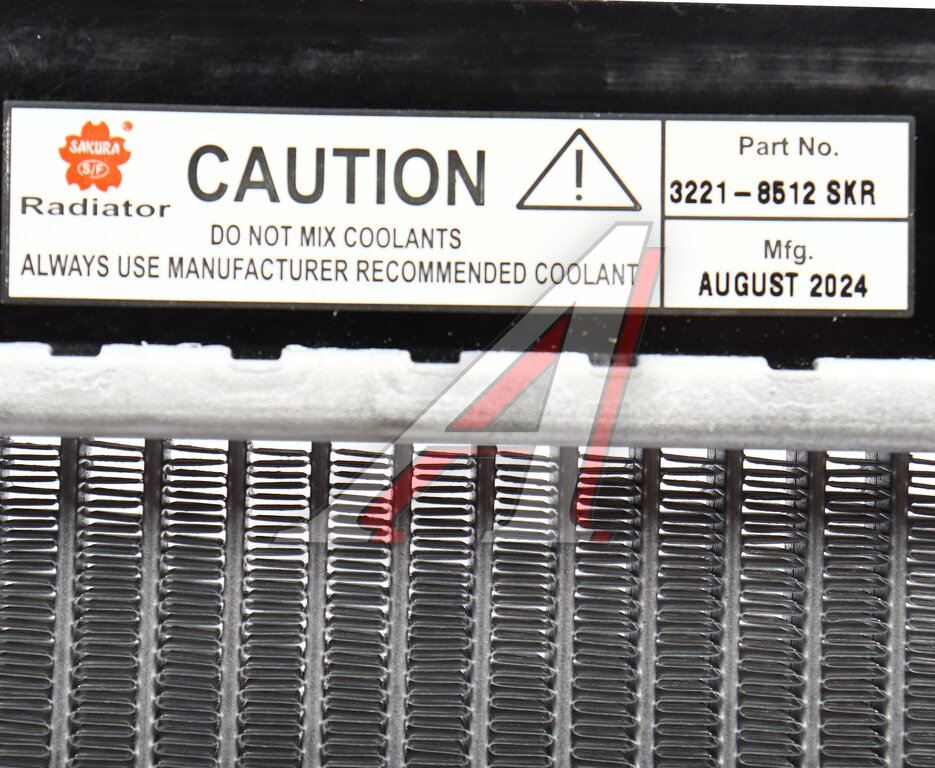 SAKURA
S/F
Radiator
CAUTION
!
DO NOT MIX COOLANTS
ALWAYS USE MANUFACTURER RECOMMENDED COOLANT
Part No.
3221-8512 SKR
Mfg.
AUGUST 2024